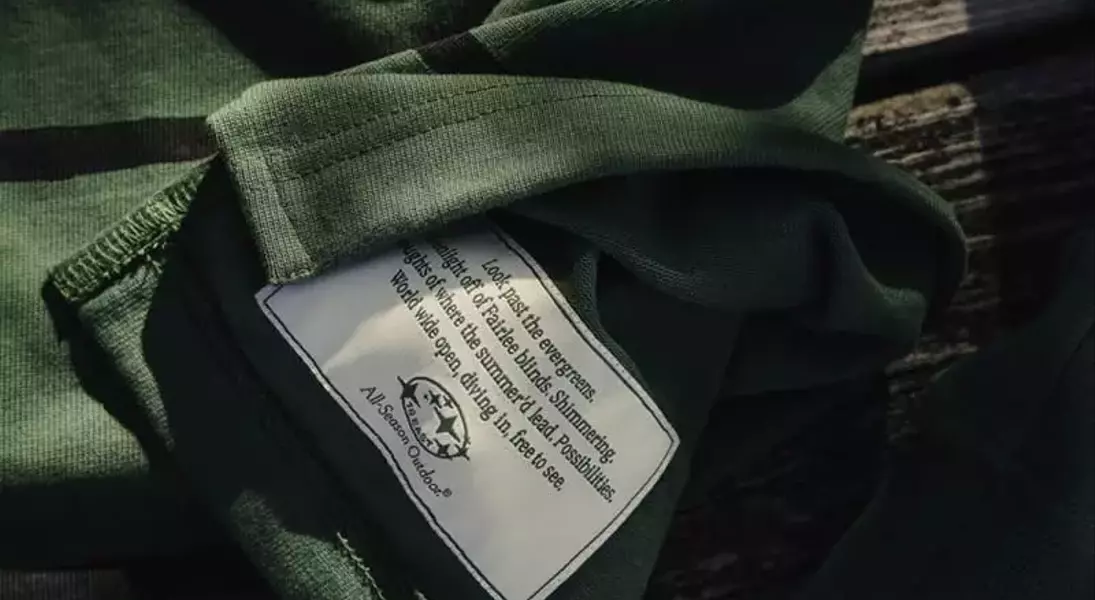 Look past the evergreens.
off of Fairlee blinds. Shimmering,
of where the summer'd lead. Possibilities.
World wide open, diving in, free to see.
All-Season Outdoor.®